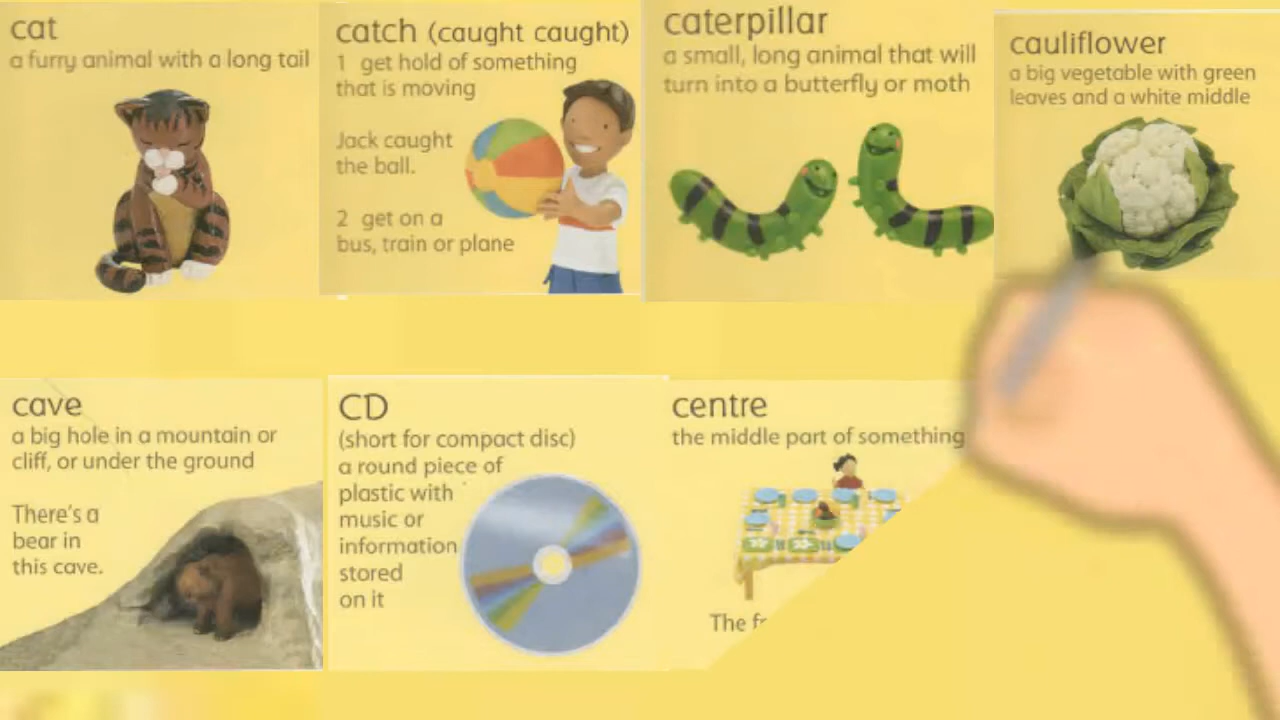 cat
a furry animal with a long tail
catch (caught caught)
1 get hold of something
that is moving
Jack caught
the ball.
2 get on a
bus, train or plane
caterpillar
a small, long animal that will
turn into a butterfly or moth
cauliflower
a big vegetable with green
leaves and a white middle
cave
a big hole in a mountain or
cliff, or under the ground
There's a
bear in
this cave.
CD
(short for compact disc)
a round piece of
plastic with
music or
information
stored
on it
centre
the middle part of something
The